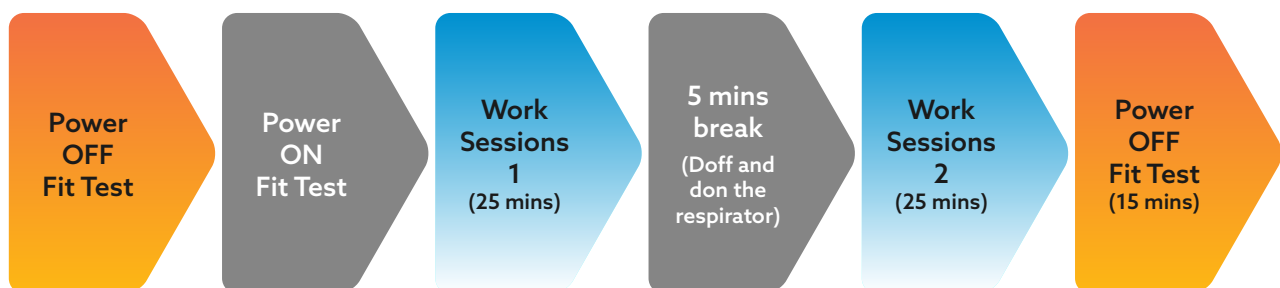 Power
OFF
Fit Test
Power
ON
Fit Test
Work
Sessions
1
(25 mins)
5 mins
break
(Doff and
don the
respirator)
Work
Sessions
2
(25 mins)
Power
OFF
Fit Test
(15 mins)